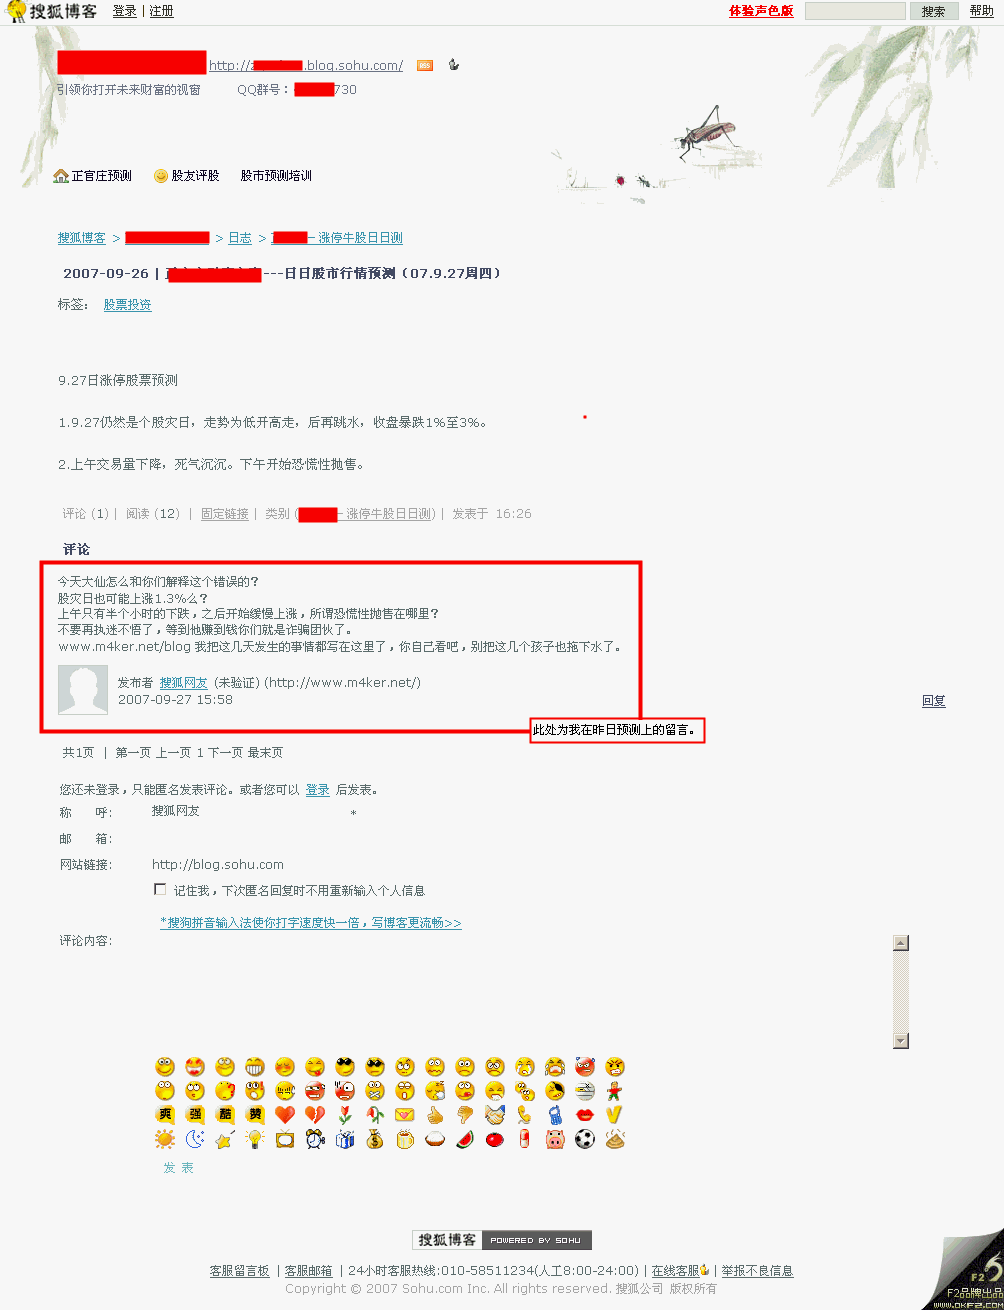 搜狐博客 登录 | 注册 体验声色版 搜索 帮助
http://z .blog.sohu.com/ RSS
引领你打开未来财富的视窗 QQ群号： 730
正官庄预测 股友评股 股市预测培训
搜狐博客 > > 日志 > －涨停牛股日日测
2007-09-26 | ---日日股市行情预测（07.9.27周四）
标签： 股票投资
9.27日涨停股票预测
1.9.27仍然是个股灾日，走势为低开高走，后再跳水，收盘暴跌1%至3%。
2.上午交易量下降，死气沉沉。下午开始恐慌性抛售。
评论 (1) | 阅读 (12) | 固定链接 | 类别 ( －涨停牛股日日测) | 发表于 16:26
评论
今天大仙怎么和你们解释这个错误的？
股灾日也可能上涨1.3%么？
上午只有半个小时的下跌，之后开始缓慢上涨，所谓恐慌性抛售在哪里？
不要再执迷不悟了，等到他赚到钱你们就是诈骗团伙了。
www.m4ker.net/blog 我把这几天发生的事情都写在这里了，你自己看吧，别把这几个孩子也拖下水了。
发布者 搜狐网友 (未验证) (http://www.m4ker.net/)
2007-09-27 15:58
回复
此处为我在昨日预测上的留言。
共1页 | 第一页 上一页 1 下一页 最末页
您还未登录，只能匿名发表评论。或者您可以 登录 后发表。
称 呼: 搜狐网友 *
邮 箱:
网站链接: http://blog.sohu.com
记住我，下次匿名回复时不用重新输入个人信息
*搜狗拼音输入法使你打字速度快一倍，写博客更流畅>>
评论内容:
爽 强 酷 赞
发 表
搜狐博客 POWERED BY SOHU
客服留言板 | 客服邮箱 | 24小时客服热线:010-58511234(人工8:00-24:00) | 在线客服 | 举报不良信息
Copyright © 2007 Sohu.com Inc. All rights reserved. 搜狐公司 版权所有
F2
F2品牌出品
www.OKIF2.com